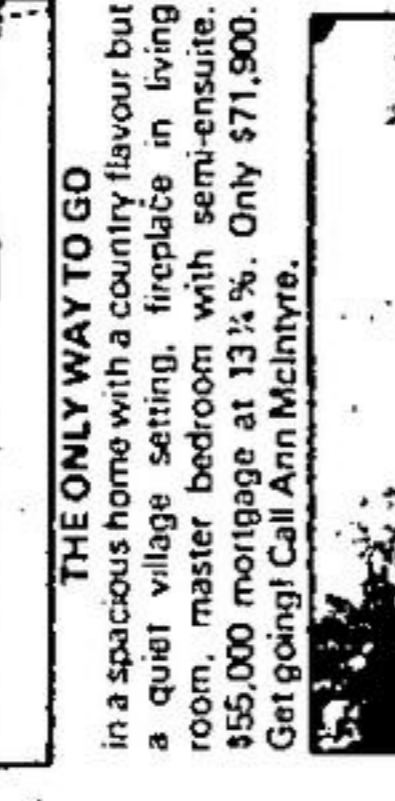 THE ONLY WAY TO GO
in a spacious home with a country flavour but
a quiet village setting, fireplace in living
room, master bedroom with semi-ensuite.
$55,000 mortgage at 13¼%. Only $71,900.
Get going! Call Ann McIntyre.